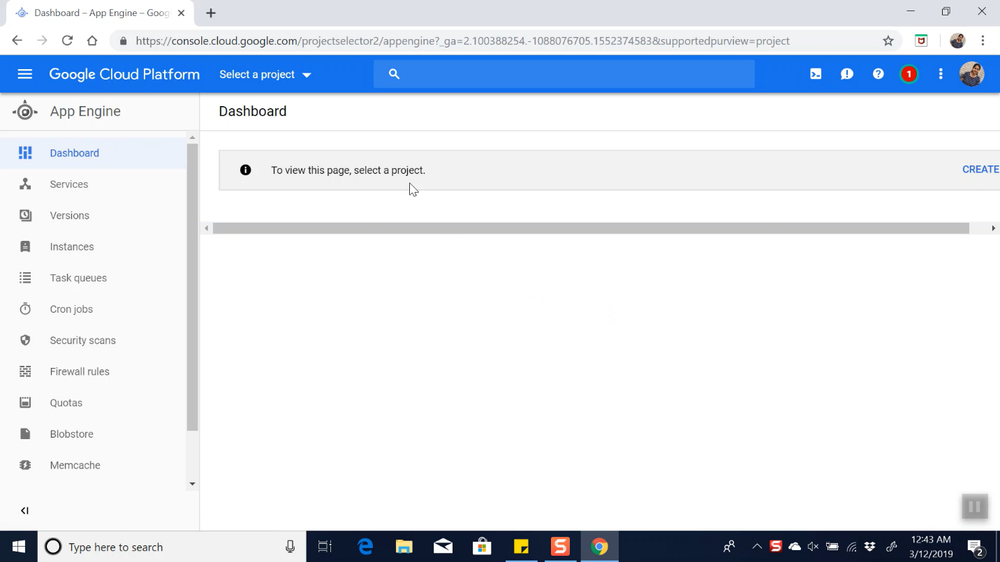 Dashboard – App Engine – Goog
https://console.cloud.google.com/projectselector2/appengine?_ga=2.100388254.-1088076705.1552374583&supportedpurview=project
Google Cloud Platform
Select a project
1
App Engine
Dashboard
Dashboard
To view this page, select a project.
CREATE
Services
Versions
Instances
Task queues
Cron jobs
Security scans
Firewall rules
Quotas
Blobstore
Memcache
Type here to search
12:43 AM
3/12/2019
2